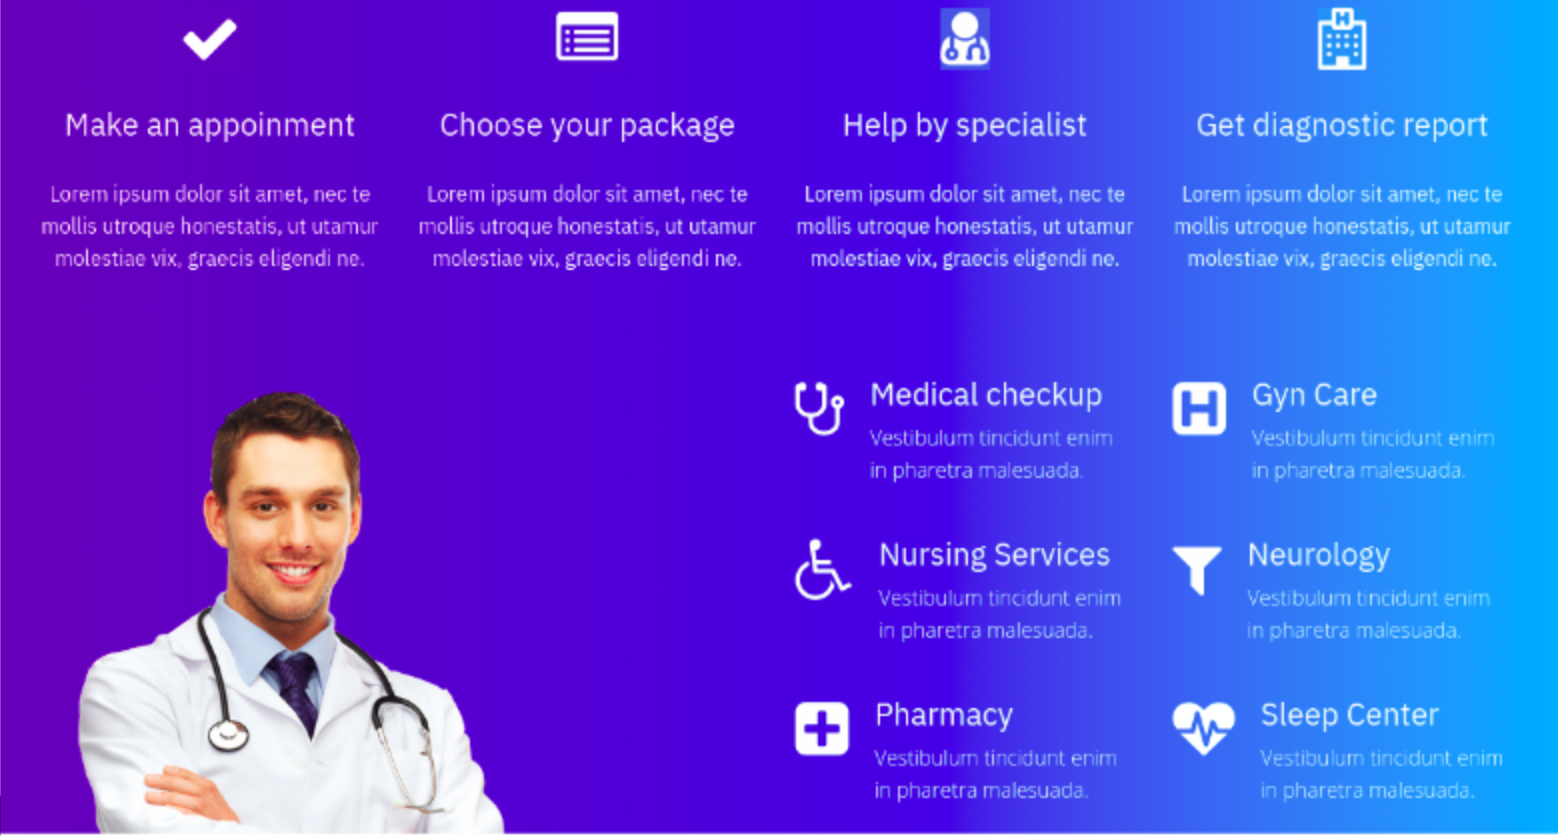 Make an appoinment
Lorem ipsum dolor sit amet, nec te
mollis utroque honestatis, ut utamur
molestiae vix, graecis eligendi ne.
Choose your package
Lorem ipsum dolor sit amet, nec te
mollis utroque honestatis, ut utamur
molestiae vix, graecis eligendi ne.
Help by specialist
Lorem ipsum dolor sit amet, nec te
mollis utroque honestatis, ut utamur
molestiae vix, graecis eligendi ne.
H
Get diagnostic report
Lorem ipsum dolor sit amet, nec te
mollis utroque honestatis, ut utamur
molestiae vix, graecis eligendi ne.
Medical checkup
Vestibulum tincidunt enim
in pharetra malesuada.
H
Gyn Care
Vestibulum tincidunt enim
in pharetra malesuada.
Nursing Services
Vestibulum tincidunt enim
in pharetra malesuada.
Neurology
Vestibulum tincidunt enim
in pharetra malesuada.
Pharmacy
Vestibulum tincidunt enim
in pharetra malesuada.
Sleep Center
Vestibulum tincidunt enim
in pharetra malesuada.